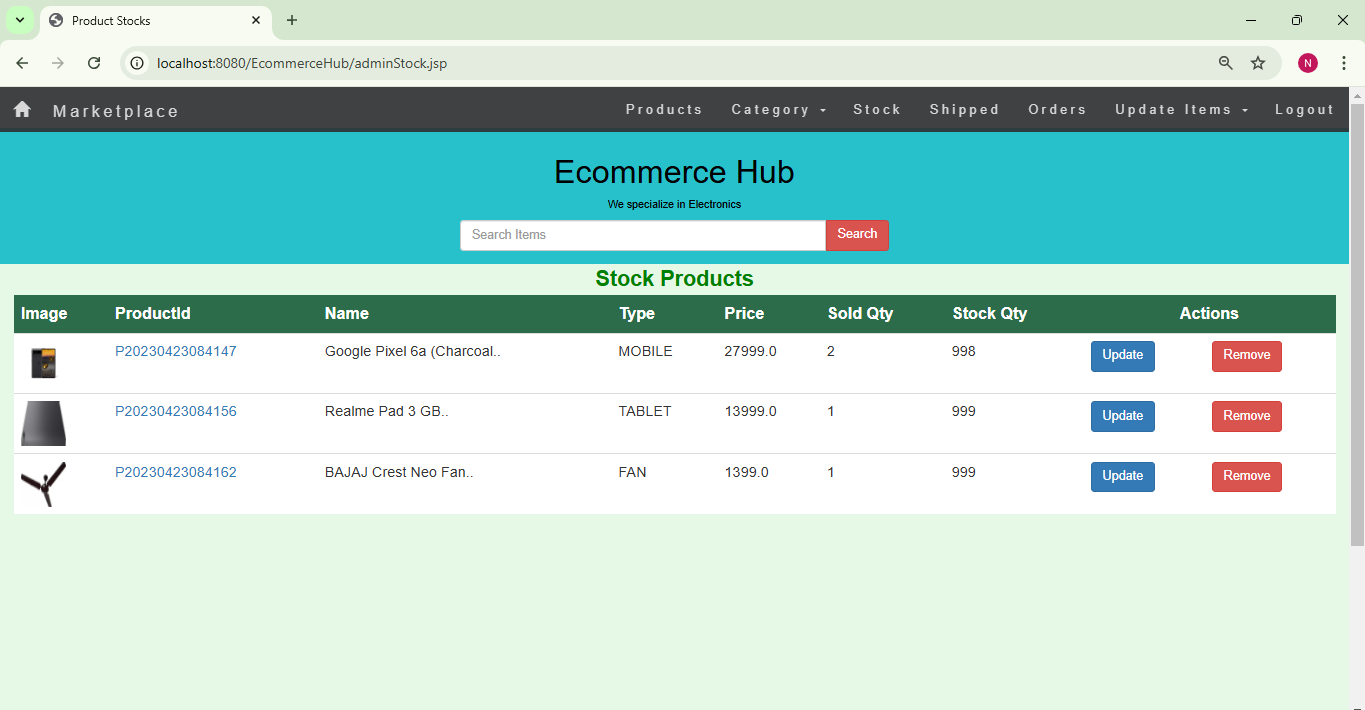 Product Stocks
localhost:8080/EcommerceHub/adminStock.jsp
N
Marketplace Products Category Stock Shipped Orders Update Items Logout
Ecommerce Hub
We specialize in Electronics
Search Items Search
Stock Products
Image ProductId Name Type Price Sold Qty Stock Qty Actions
P20230423084147 Google Pixel 6a (Charcoal.. MOBILE 27999.0 2 998 Update Remove
P20230423084156 Realme Pad 3 GB.. TABLET 13999.0 1 999 Update Remove
P20230423084162 BAJAJ Crest Neo Fan.. FAN 1399.0 1 999 Update Remove